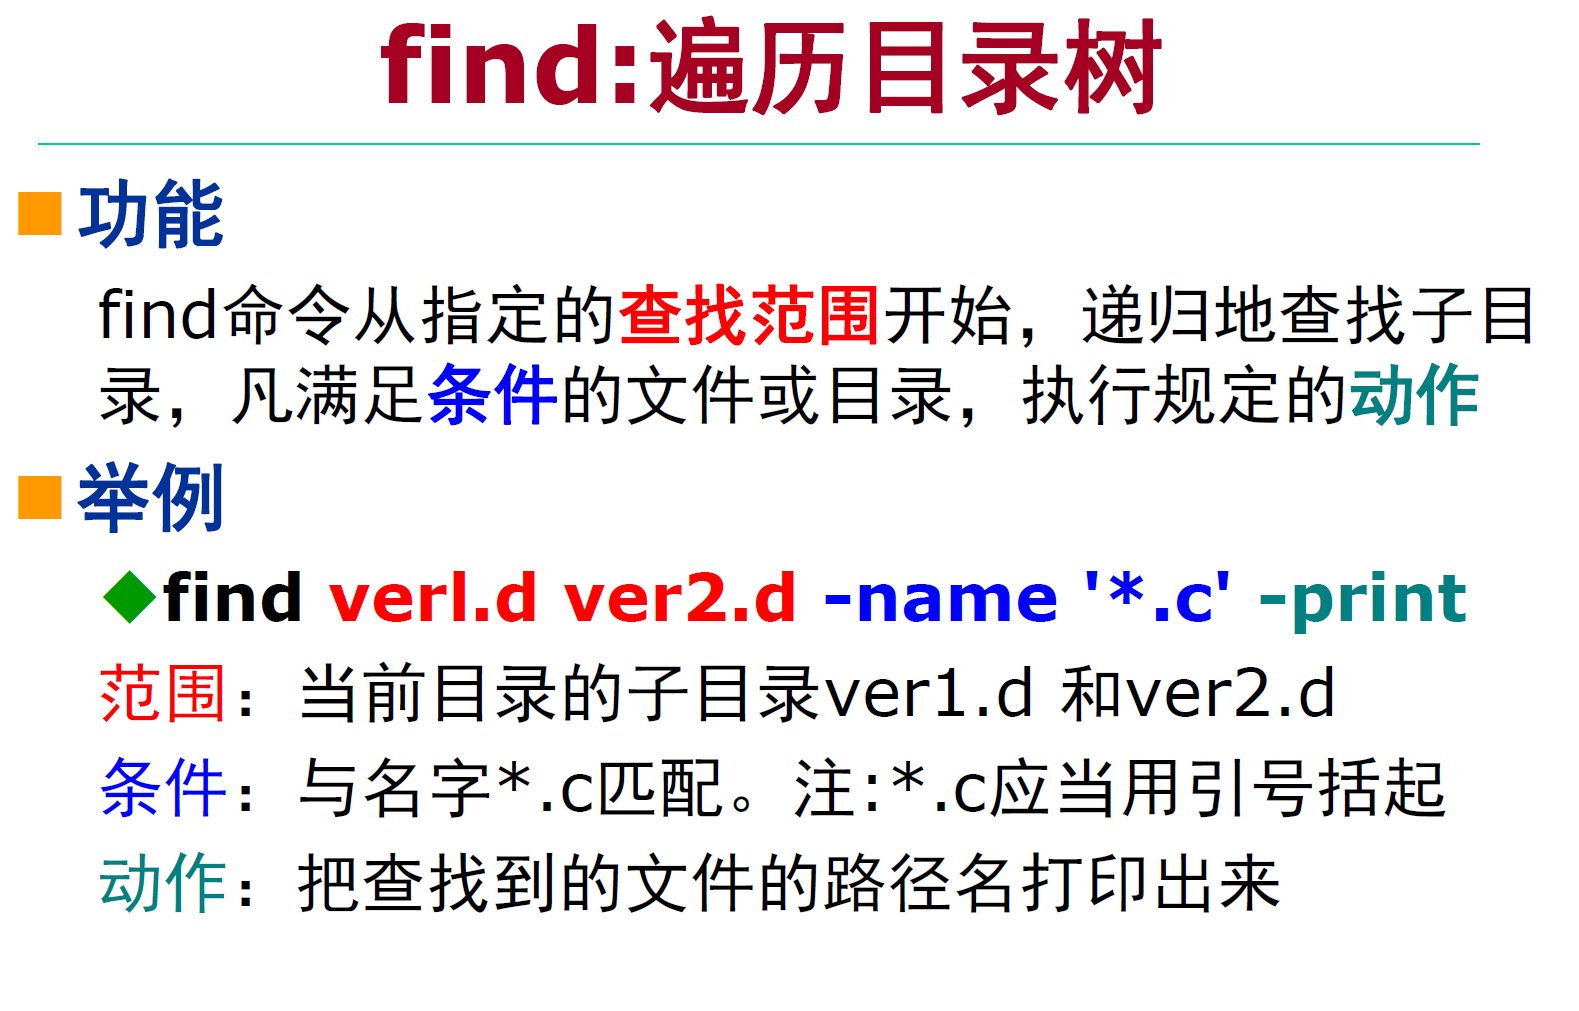 find:遍历目录树
功能
find命令从指定的查找范围开始，递归地查找子目
录，凡满足条件的文件或目录，执行规定的动作
举例
find verl.d ver2.d -name '*.c' -print
范围：当前目录的子目录ver1.d 和ver2.d
条件：与名字*.c匹配。注:*.c应当用引号括起
动作：把查找到的文件的路径名打印出来